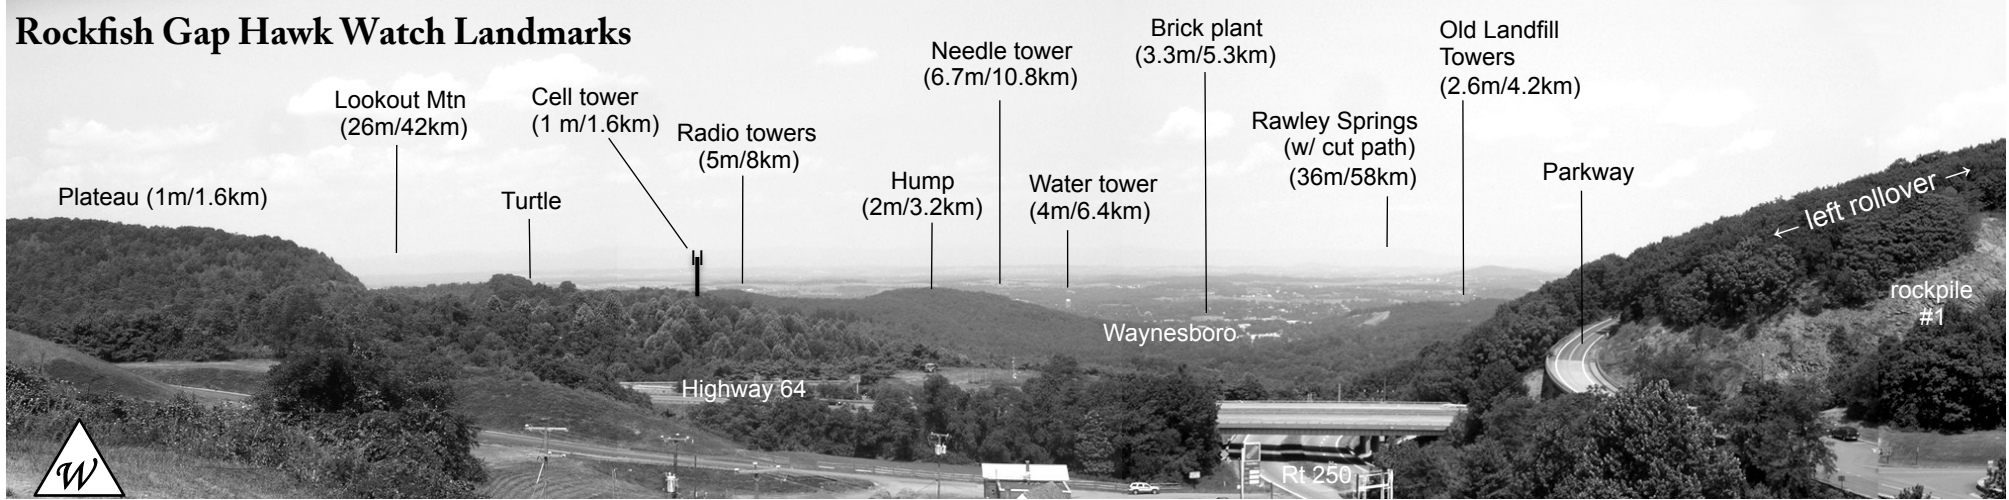 Rockfish Gap Hawk Watch Landmarks
Plateau (1m/1.6km)
Lookout Mtn
(26m/42km)
Turtle
Cell tower
(1 m/1.6km)
Radio towers
(5m/8km)
Hump
(2m/3.2km)
Needle tower
(6.7m/10.8km)
Water tower
(4m/6.4km)
Brick plant
(3.3m/5.3km)
Rawley Springs
(w/ cut path)
(36m/58km)
Old Landfill
Towers
(2.6m/4.2km)
Parkway
← left rollover →
rockpile
#1
Waynesboro
Highway 64
Rt 250
W